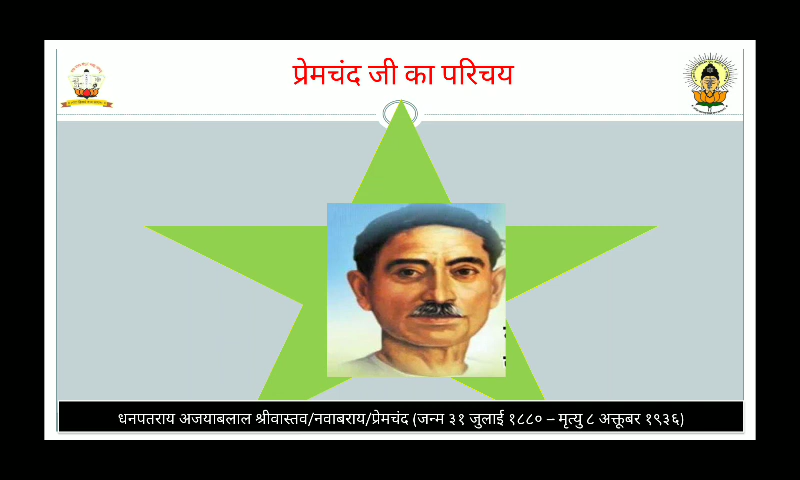 प्रेमचंद जी का परिचय
धनपतराय अजयाबलाल श्रीवास्तव/नवाबराय/प्रेमचंद (जन्म ३१ जुलाई १८८० – मृत्यु ८ अक्तूबर १९३६)